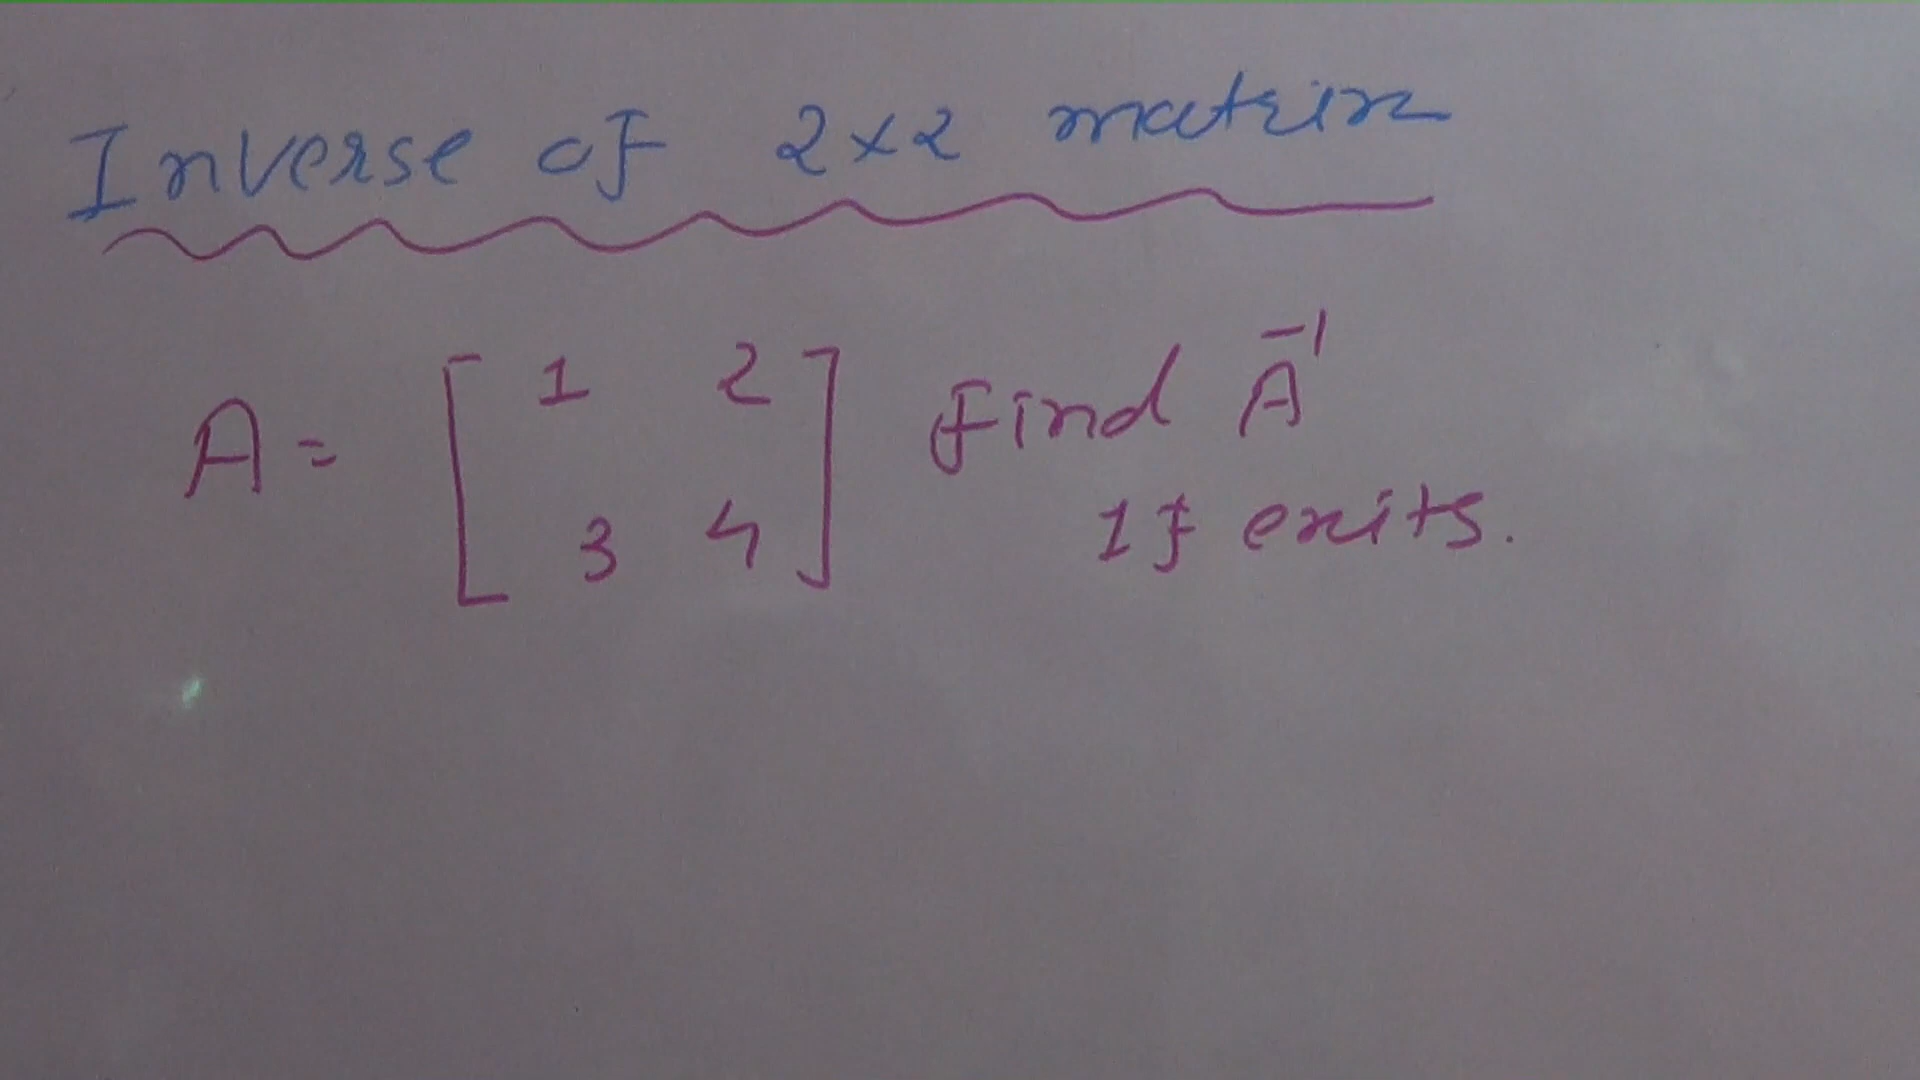 Inverse of 2×2 matrix
A = [ 1 2
3 4 ] Find A⁻¹
If exits.